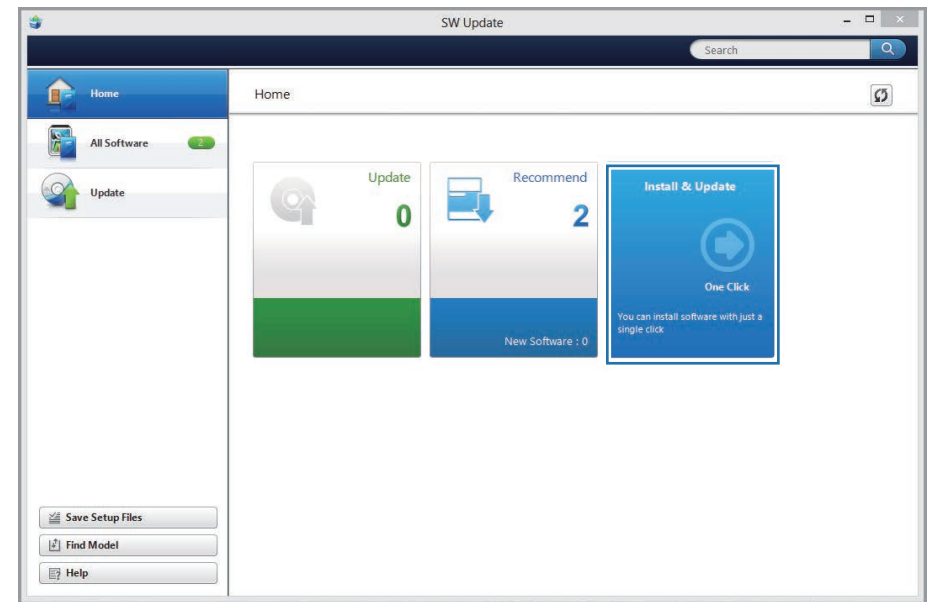 SW Update
Search
Home
Home
All Software
2
Update
Update
0
Recommend
2
New Software : 0
Install & Update
One Click
You can install software with just a
single click
Save Setup Files
Find Model
Help